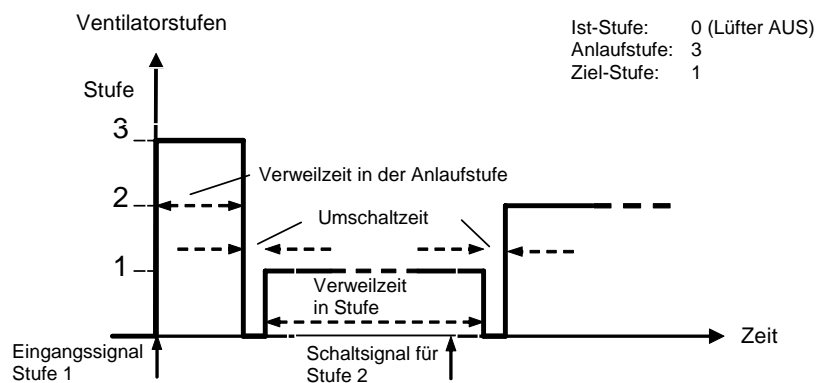 Ventilatorstufen
Ist-Stufe: 0 (Lüfter AUS)
Anlaufstufe: 3
Ziel-Stufe: 1
Stufe
3
Verweilzeit in der Anlaufstufe
2
Umschaltzeit
1
Verweilzeit
in Stufe
Zeit
Eingangssignal
Stufe 1
Schaltsignal für
Stufe 2